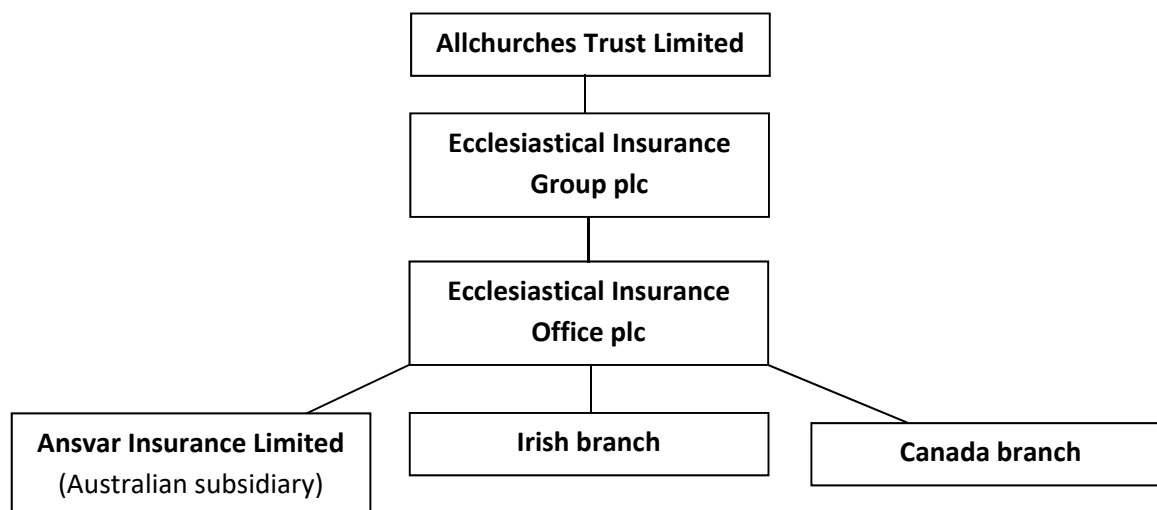 Allchurches Trust Limited
Ecclesiastical Insurance
Group plc
Ecclesiastical Insurance
Office plc
Ansvar Insurance Limited
(Australian subsidiary)
Irish branch
Canada branch